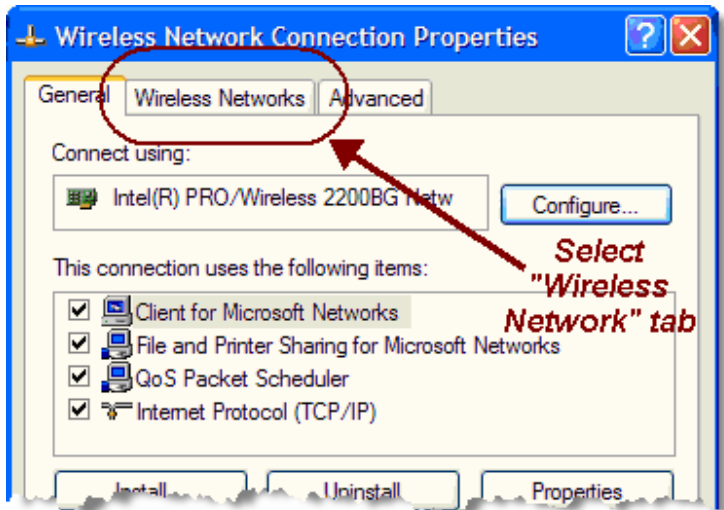 Wireless Network Connection Properties
General Wireless Networks Advanced
Connect using:
Intel(R) PRO/Wireless 2200BG Netw
Configure...
Select
"Wireless
Network" tab
This connection uses the following items:
Client for Microsoft Networks
File and Printer Sharing for Microsoft Networks
QoS Packet Scheduler
Internet Protocol (TCP/IP)
Install... Uninstall Properties